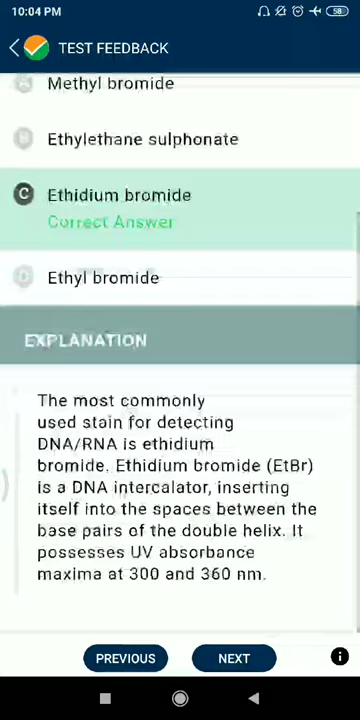 10:04 PM
58
TEST FEEDBACK
Methyl bromide
B
Ethylethane sulphonate
C
Ethidium bromide
Correct Answer
D
Ethyl bromide
EXPLANATION
The most commonly
used stain for detecting
DNA/RNA is ethidium
bromide. Ethidium bromide (EtBr)
is a DNA intercalator, inserting
itself into the spaces between the
base pairs of the double helix. It
possesses UV absorbance
maxima at 300 and 360 nm.
PREVIOUS
NEXT